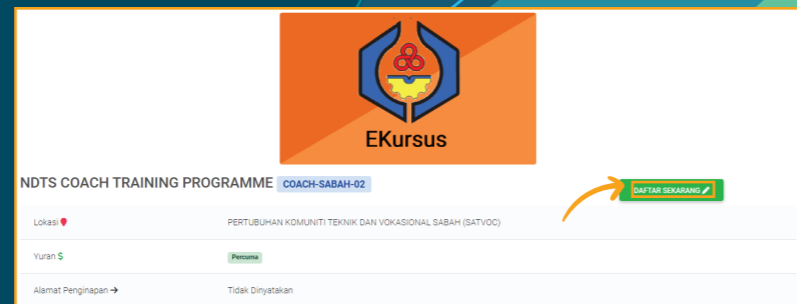 EKursus
NDTS COACH TRAINING PROGRAMME COACH-SABAH-02
DAFTAR SEKARANG
Lokasi PERTUBUHAN KOMUNITI TEKNIK DAN VOKASIONAL SABAH (SATVOC)
Yuran $ Percuma
Alamat Penginapan → Tidak Dinyatakan